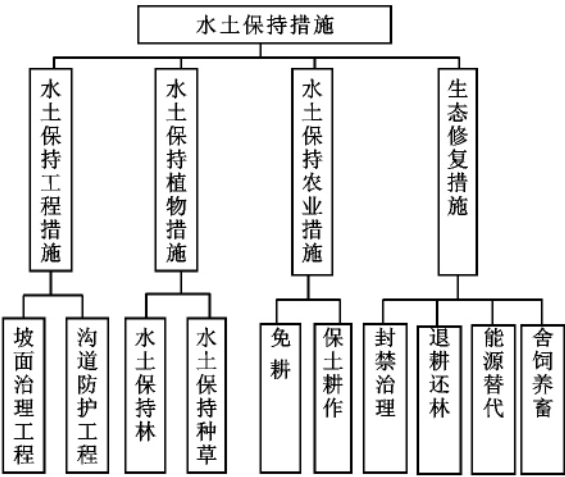 水土保持措施
水土保持工程措施
水土保持植物措施
水土保持农业措施
生态修复措施
坡面治理工程
沟道防护工程
水土保持林
水土保持种草
免耕
保土耕作
封禁治理
退耕还林
能源替代
舍饲养畜